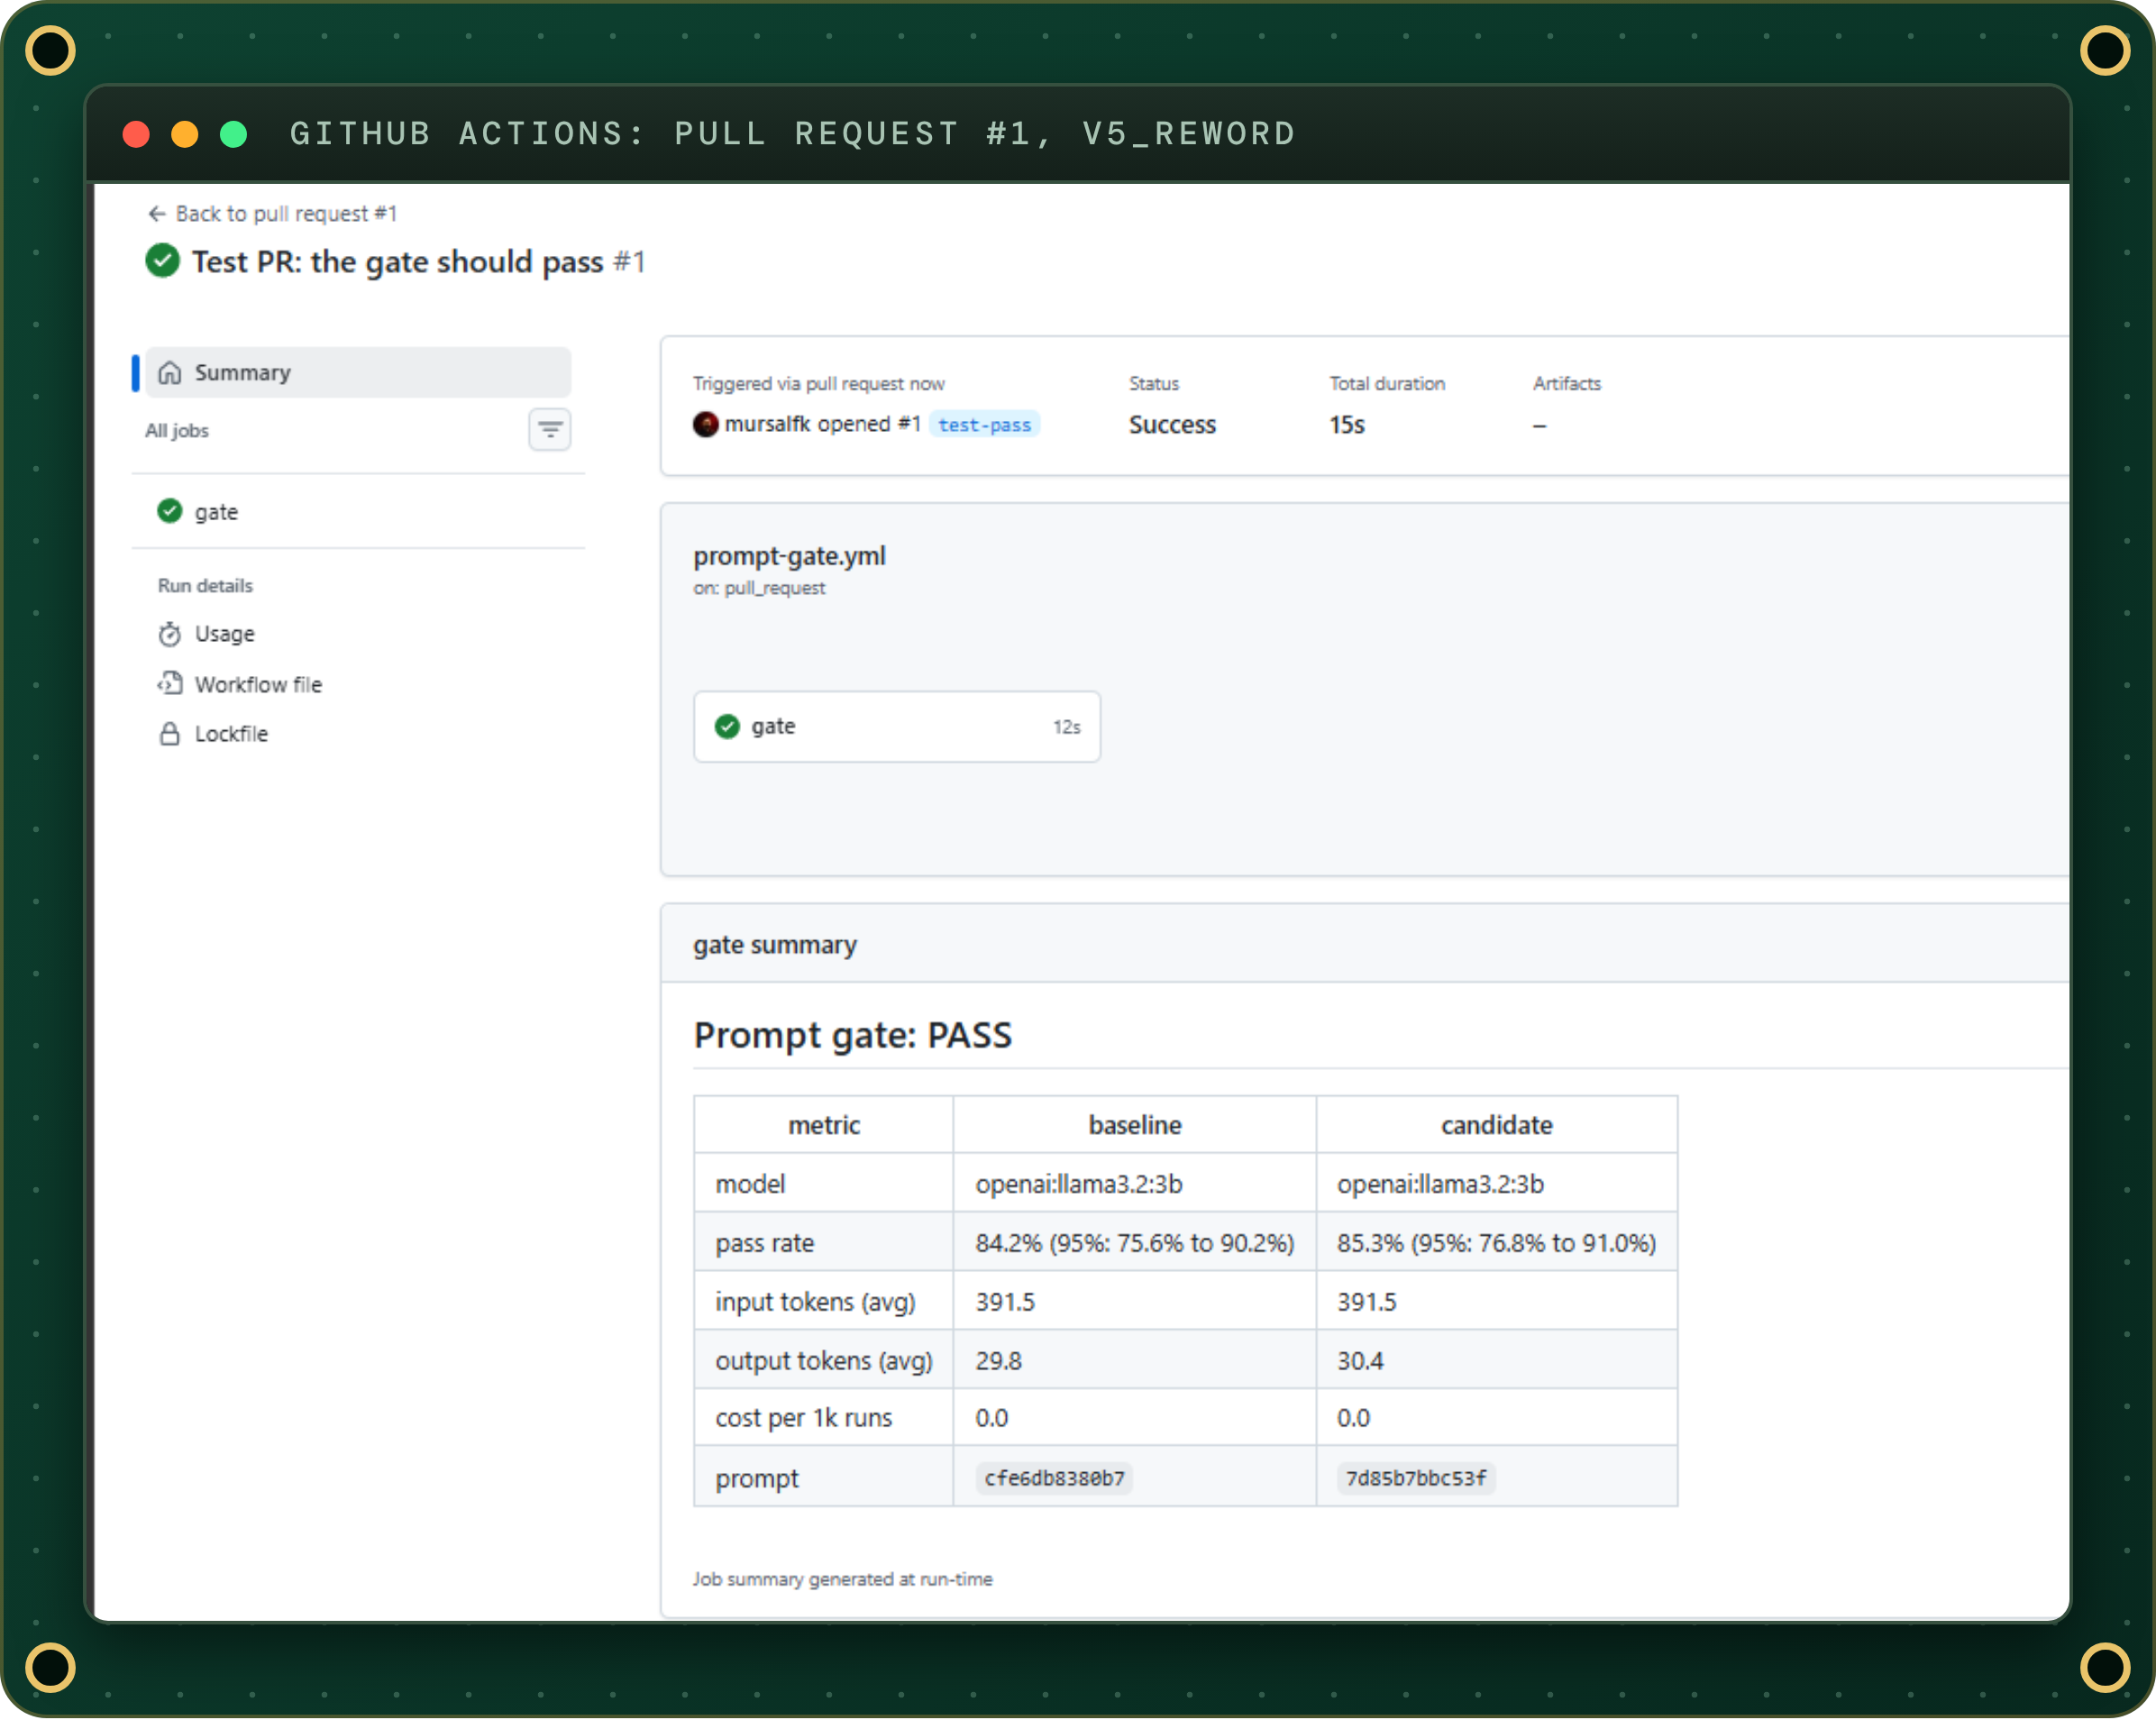 GITHUB ACTIONS: PULL REQUEST #1, V5_REWORD
← Back to pull request #1
Test PR: the gate should pass #1
Summary
All jobs
gate
Run details
Usage
Workflow file
Lockfile
Triggered via pull request now
mursalfk opened #1 test-pass
Status
Success
Total duration
15s
Artifacts
–
prompt-gate.yml
on: pull_request
gate 12s
gate summary
Prompt gate: PASS
metric baseline candidate
model openai:llama3.2:3b openai:llama3.2:3b
pass rate 84.2% (95%: 75.6% to 90.2%) 85.3% (95%: 76.8% to 91.0%)
input tokens (avg) 391.5 391.5
output tokens (avg) 29.8 30.4
cost per 1k runs 0.0 0.0
prompt cfe6db8380b7 7d85b7bbc53f
Job summary generated at run-time